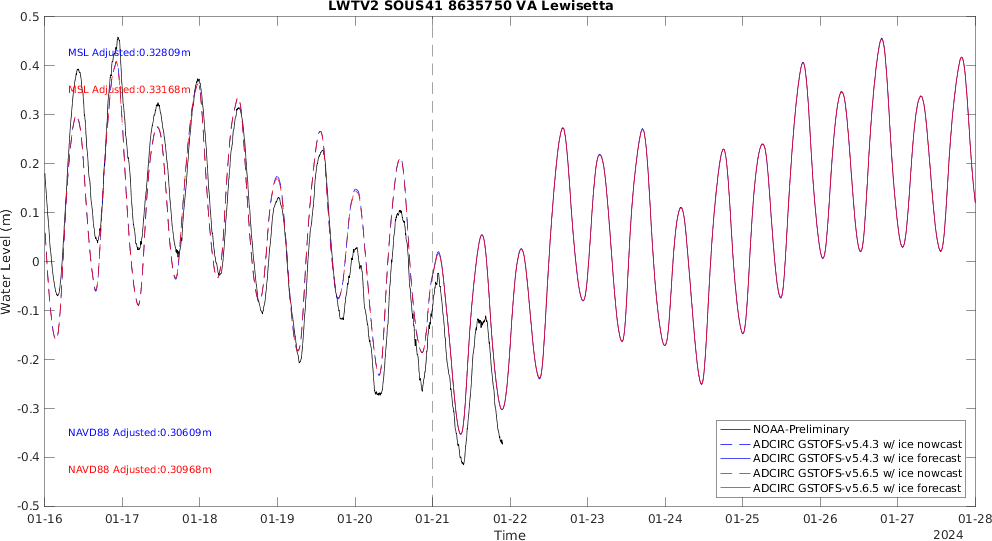 LWTV2 SOUS41 8635750 VA Lewisetta
0.5
0.4
0.3
0.2
0.1
0
-0.1
-0.2
-0.3
-0.4
-0.5
Water Level (m)
MSL Adjusted:0.32809m
MSL Adjusted:0.33168m
NAVD88 Adjusted:0.30609m
NAVD88 Adjusted:0.30968m
NOAA-Preliminary
ADCIRC GSTOFS-v5.4.3 w/ ice nowcast
ADCIRC GSTOFS-v5.4.3 w/ ice forecast
ADCIRC GSTOFS-v5.6.5 w/ ice nowcast
ADCIRC GSTOFS-v5.6.5 w/ ice forecast
01-16 01-17 01-18 01-19 01-20 01-21 01-22 01-23 01-24 01-25 01-26 01-27 01-28
Time
2024